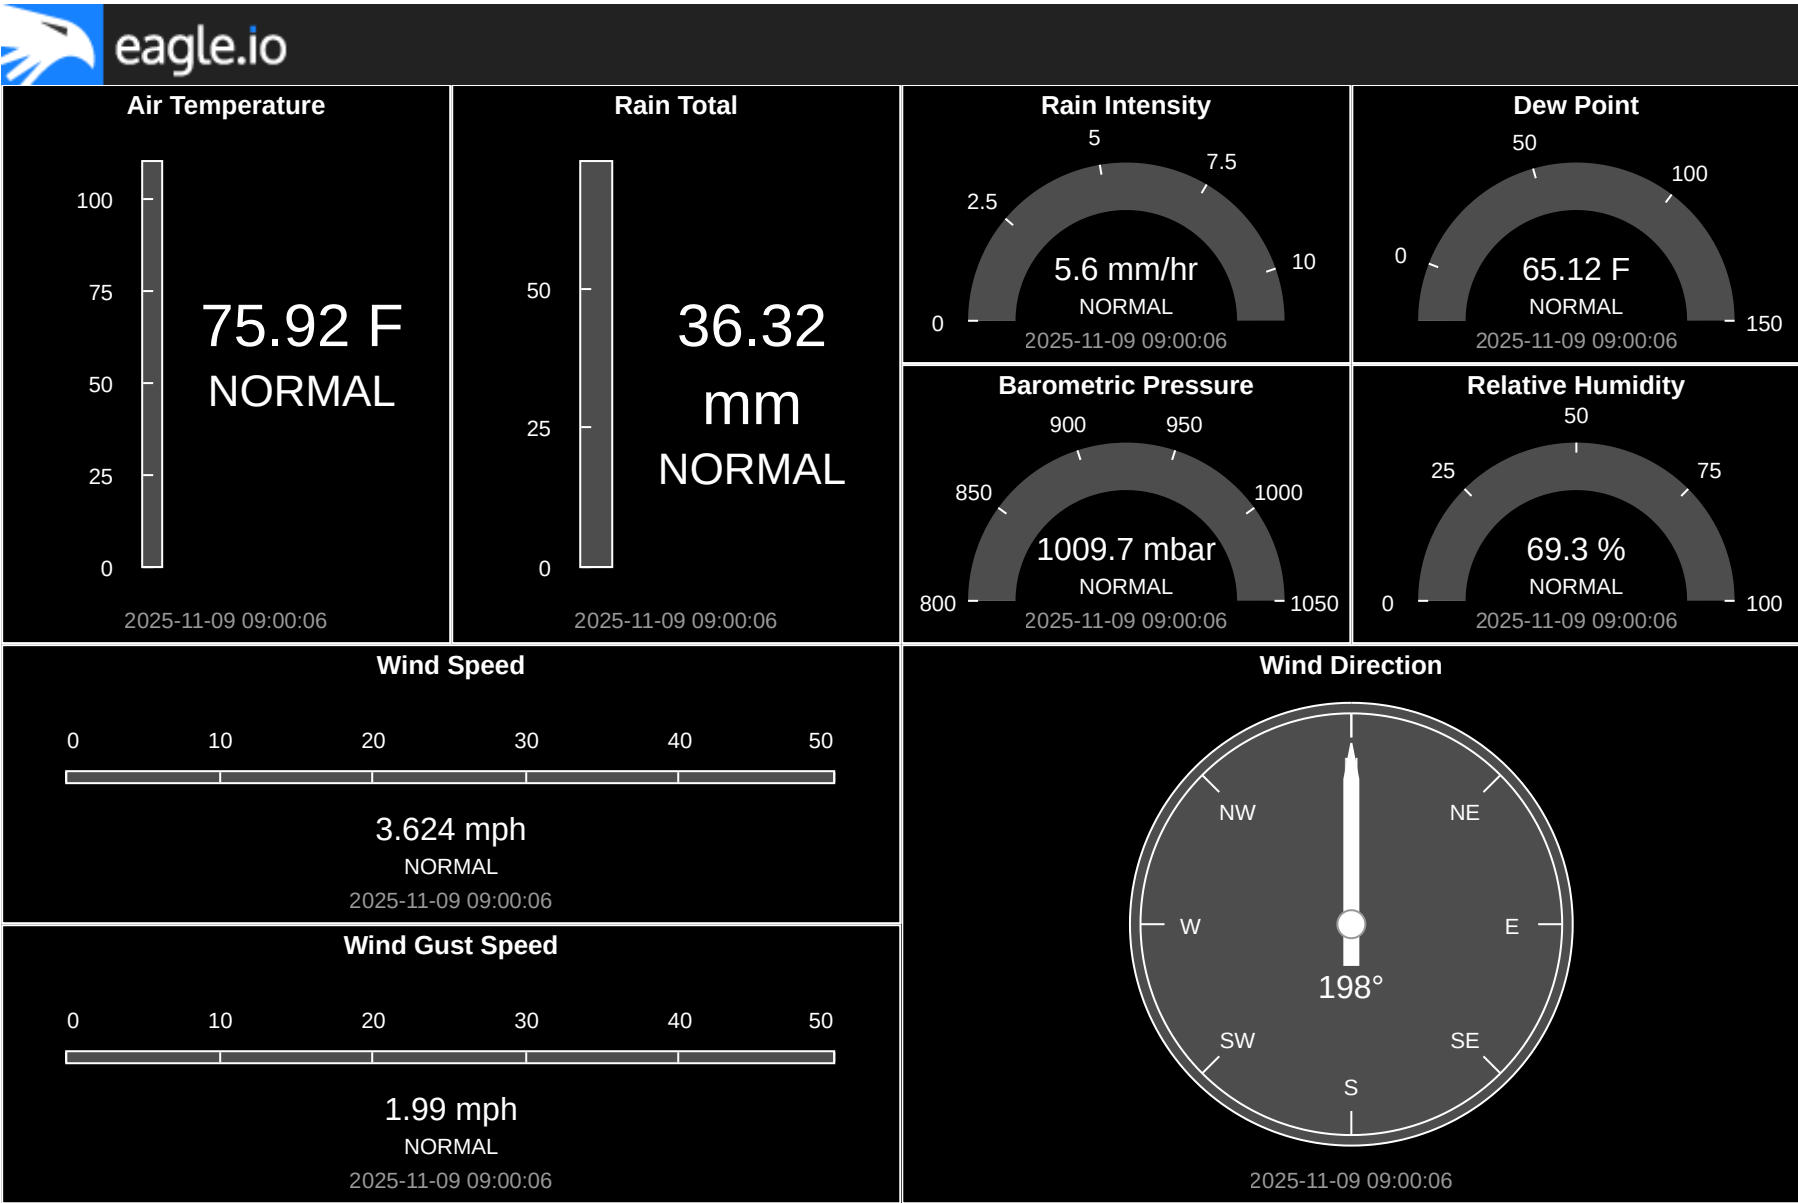 eagle.io
Air Temperature
100
75
50
25
0
75.92 F
NORMAL
2025-11-09 09:00:06
Rain Total
50
25
0
36.32
mm
NORMAL
2025-11-09 09:00:06
Rain Intensity
0
2.5
5
7.5
10
5.6 mm/hr
NORMAL
2025-11-09 09:00:06
Dew Point
0
50
100
150
65.12 F
NORMAL
2025-11-09 09:00:06
Barometric Pressure
800
850
900
950
1000
1050
1009.7 mbar
NORMAL
2025-11-09 09:00:06
Relative Humidity
0
25
50
75
100
69.3 %
NORMAL
2025-11-09 09:00:06
Wind Speed
0 10 20 30 40 50
3.624 mph
NORMAL
2025-11-09 09:00:06
Wind Gust Speed
0 10 20 30 40 50
1.99 mph
NORMAL
2025-11-09 09:00:06
Wind Direction
NW NE
W E
198°
SW SE
S
2025-11-09 09:00:06